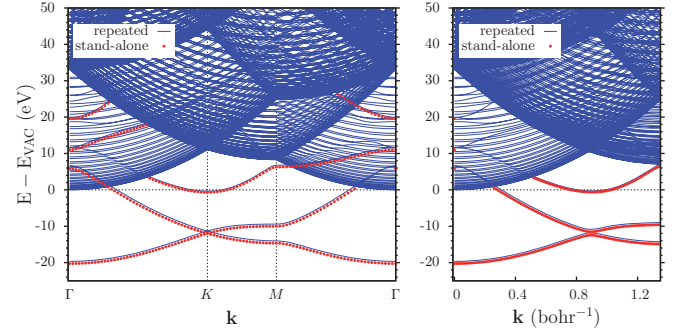 50
40
30
20
10
0
-10
-20
E − E_VAC (eV)
repeated
stand-alone
Γ
K
M
Γ
k
50
40
30
20
10
0
-10
-20
repeated
stand-alone
0
0.4
0.8
1.2
k (bohr⁻¹)